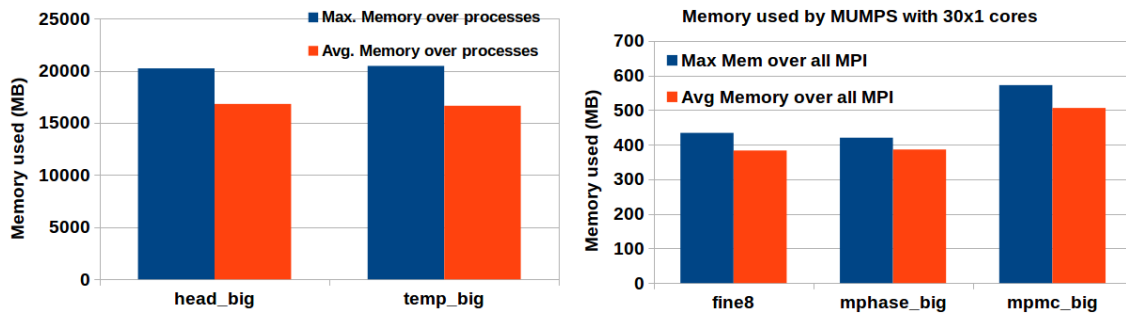 Max. Memory over processes
Avg. Memory over processes
Memory used (MB)
25000
20000
15000
10000
5000
0
head_big
temp_big
Memory used by MUMPS with 30x1 cores
Max Mem over all MPI
Avg Memory over all MPI
Memory used (MB)
700
600
500
400
300
200
100
0
fine8
mphase_big
mpmc_big